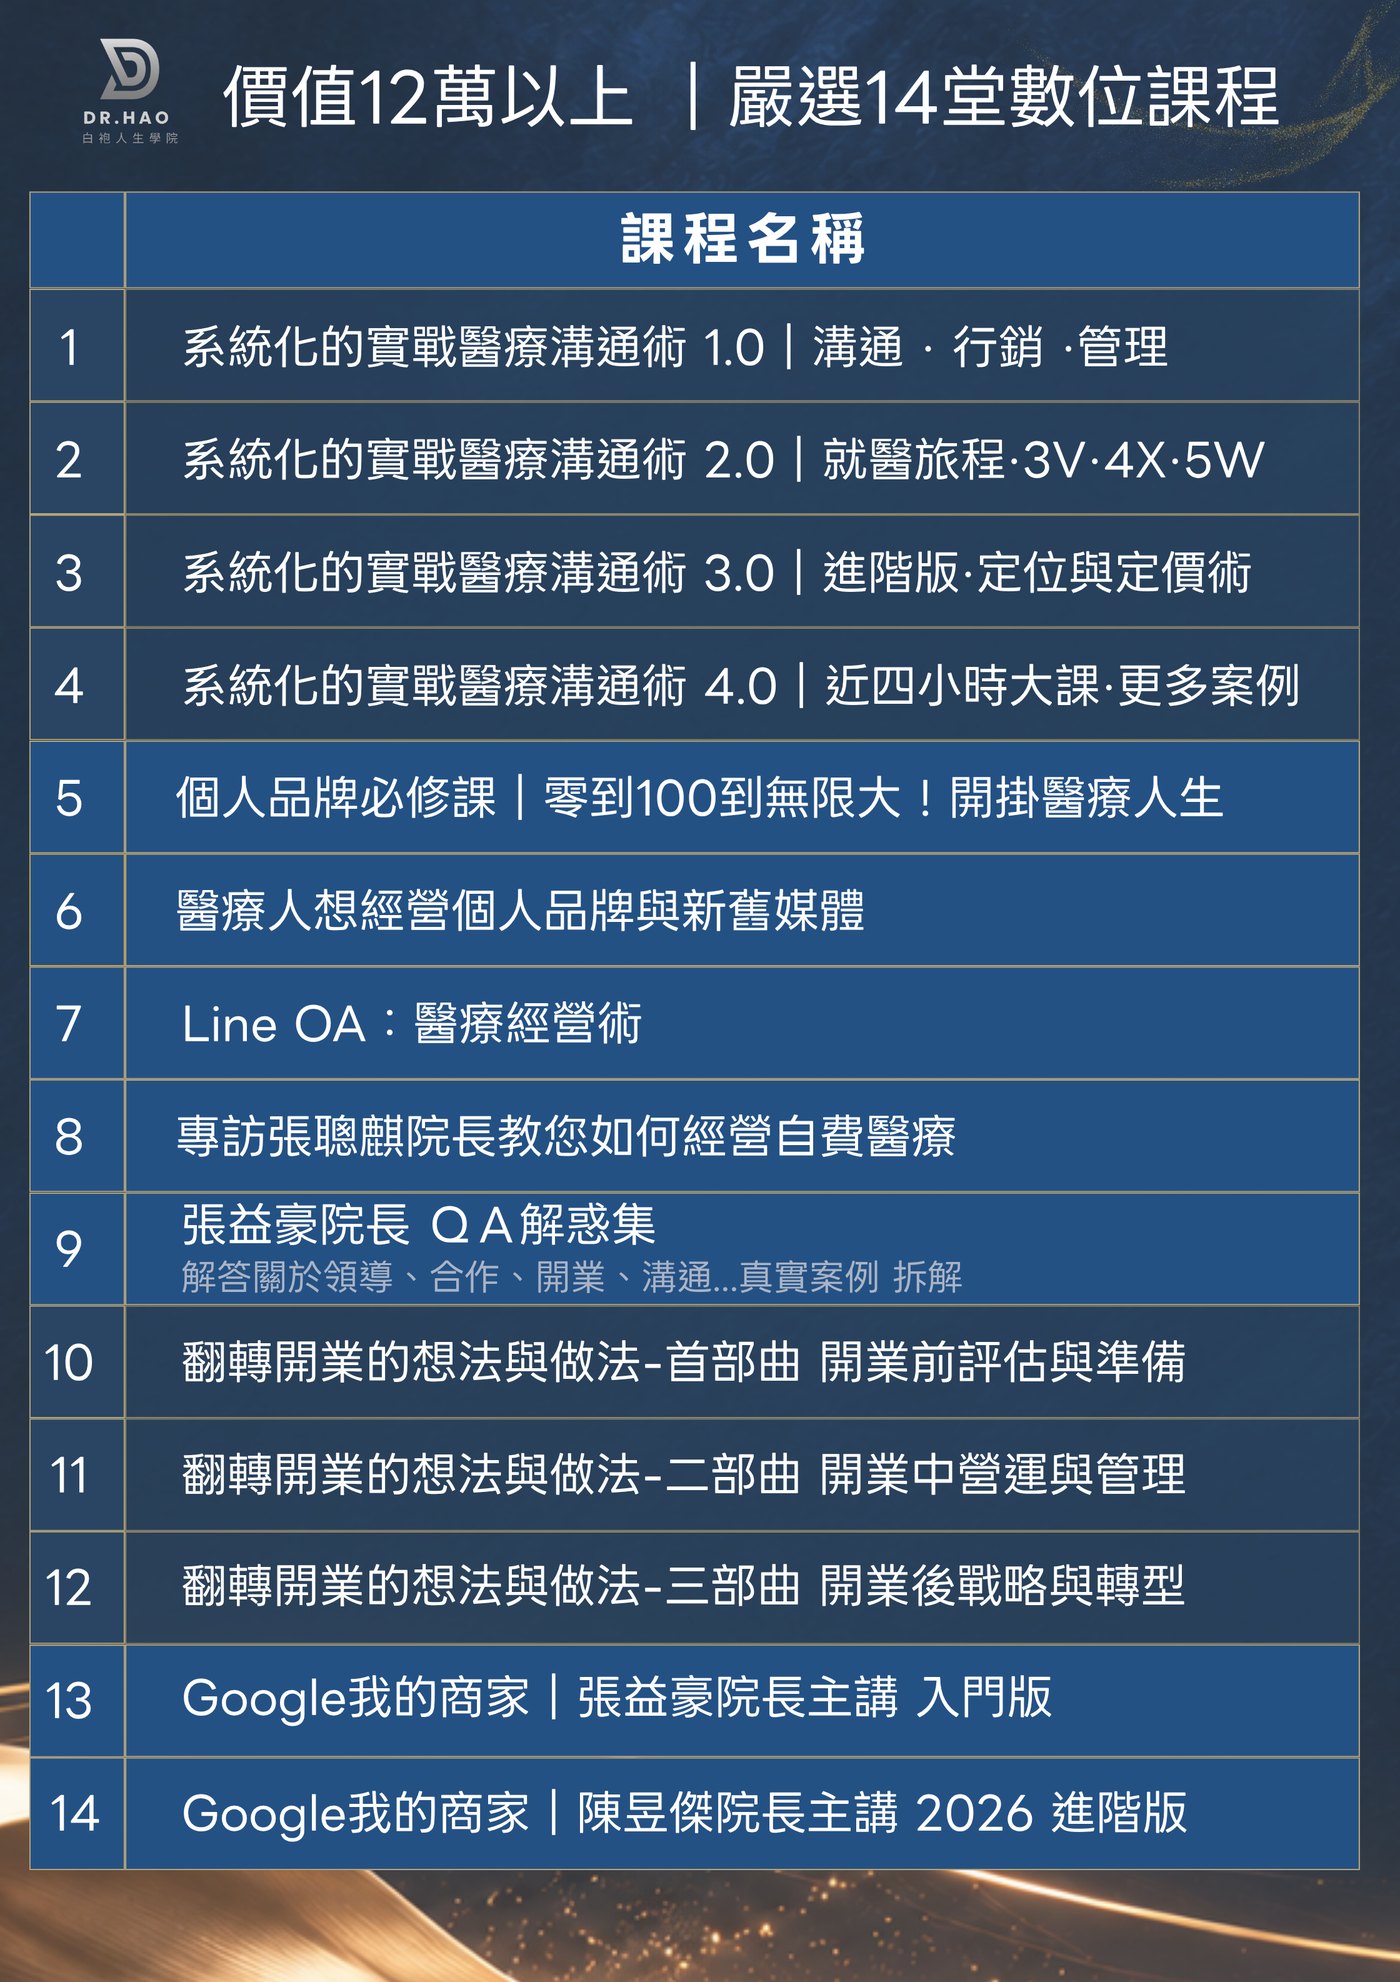 DR.HAO
白袍人生學院
價值12萬以上 ｜嚴選14堂數位課程
課程名稱
1 系統化的實戰醫療溝通術 1.0｜溝通 · 行銷 ·管理
2 系統化的實戰醫療溝通術 2.0｜就醫旅程·3V·4X·5W
3 系統化的實戰醫療溝通術 3.0｜進階版·定位與定價術
4 系統化的實戰醫療溝通術 4.0｜近四小時大課·更多案例
5 個人品牌必修課｜零到100到無限大！開掛醫療人生
6 醫療人想經營個人品牌與新舊媒體
7 Line OA：醫療經營術
8 專訪張聰麒院長教您如何經營自費醫療
9 張益豪院長 ＱＡ解惑集
解答關於領導、合作、開業、溝通...真實案例 拆解
10 翻轉開業的想法與做法-首部曲 開業前評估與準備
11 翻轉開業的想法與做法-二部曲 開業中營運與管理
12 翻轉開業的想法與做法-三部曲 開業後戰略與轉型
13 Google我的商家｜張益豪院長主講 入門版
14 Google我的商家｜陳昱傑院長主講 2026 進階版